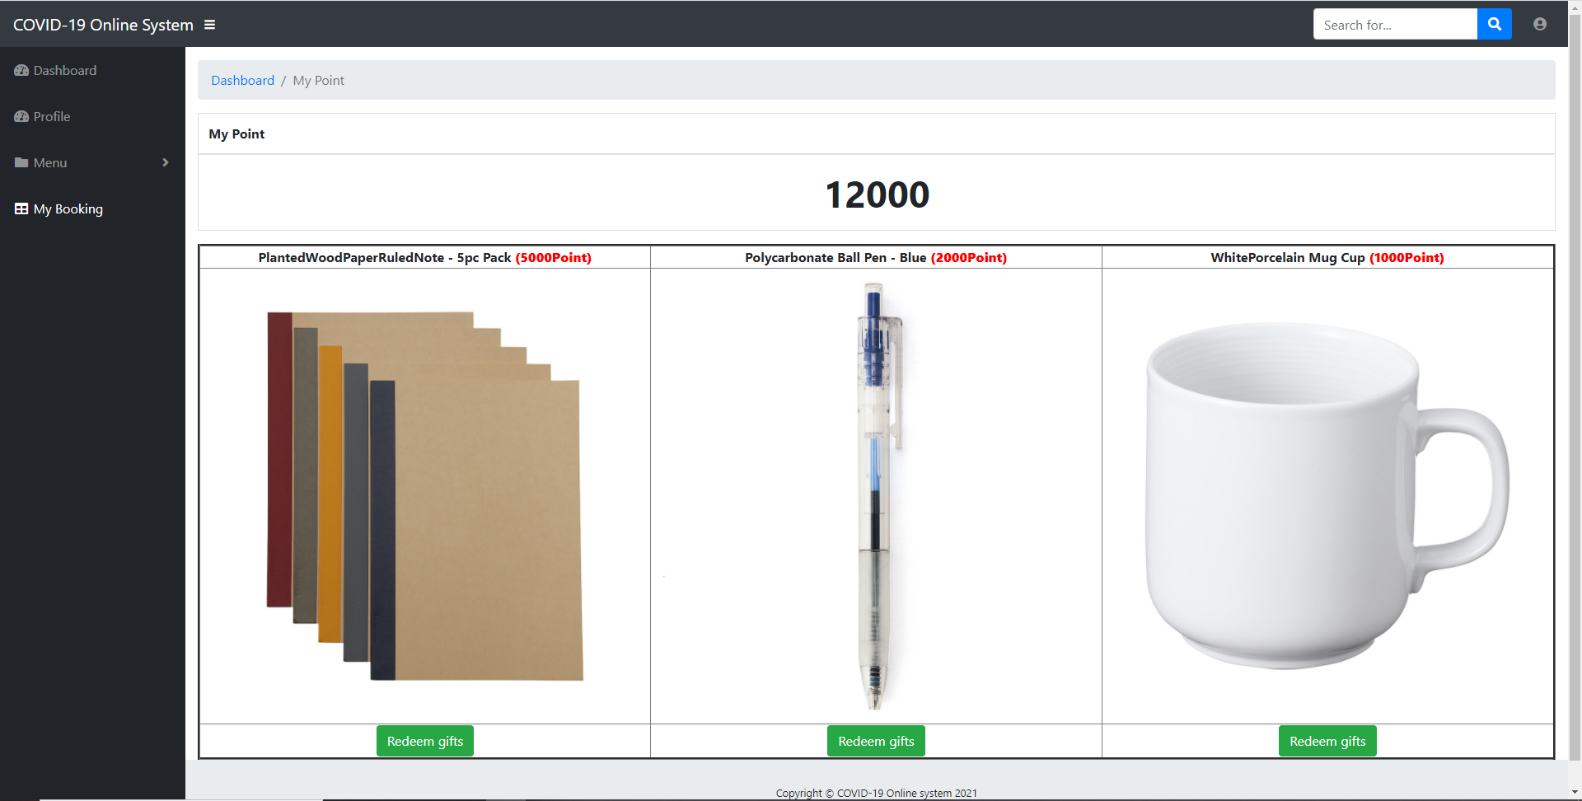 COVID-19 Online System
Search for...
Dashboard
Profile
Menu
My Booking
Dashboard / My Point
My Point
12000
PlantedWoodPaperRuledNote - 5pc Pack (5000Point)
Polycarbonate Ball Pen - Blue (2000Point)
WhitePorcelain Mug Cup (1000Point)
Redeem gifts
Redeem gifts
Redeem gifts
Copyright © COVID-19 Online system 2021